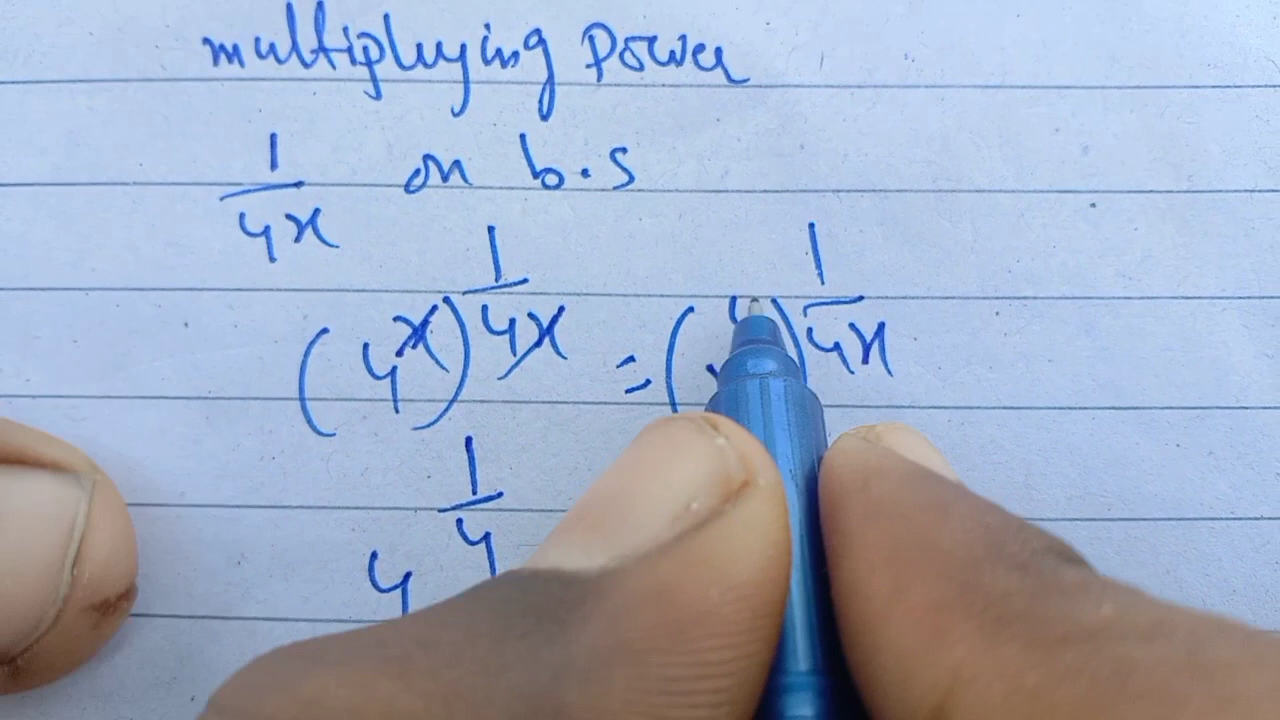 multiplying Power
1/4x on b.s
(4^x)^(1/4x) = ( )^(1/4x)
4^(1/4)